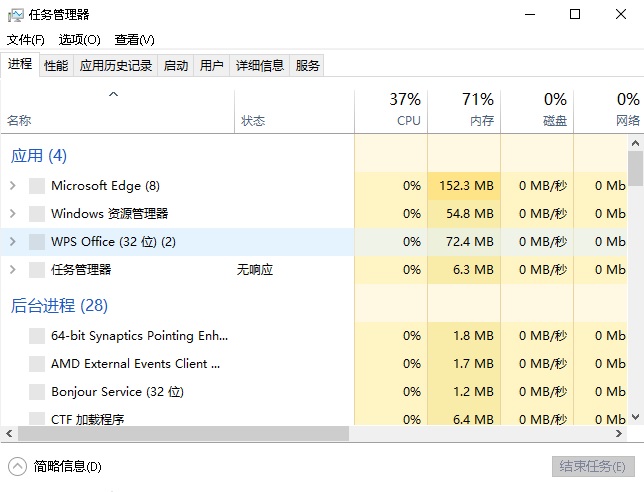 任务管理器
文件(F) 选项(O) 查看(V)
进程 性能 应用历史记录 启动 用户 详细信息 服务
37% 71% 0% 0%
名称 状态 CPU 内存 磁盘 网络
应用 (4)
Microsoft Edge (8) 0% 152.3 MB 0 MB/秒 0 Mb
Windows 资源管理器 0% 54.8 MB 0 MB/秒 0 Mb
WPS Office (32 位) (2) 0% 72.4 MB 0 MB/秒 0 Mb
任务管理器 无响应 0% 6.3 MB 0 MB/秒 0 Mb
后台进程 (28)
64-bit Synaptics Pointing Enh... 0% 1.8 MB 0 MB/秒 0 Mb
AMD External Events Client ... 0% 1.7 MB 0 MB/秒 0 Mb
Bonjour Service (32 位) 0% 1.2 MB 0 MB/秒 0 Mb
CTF 加载程序 0% 6.4 MB 0 MB/秒 0 Mb
简略信息(D) 结束任务(E)